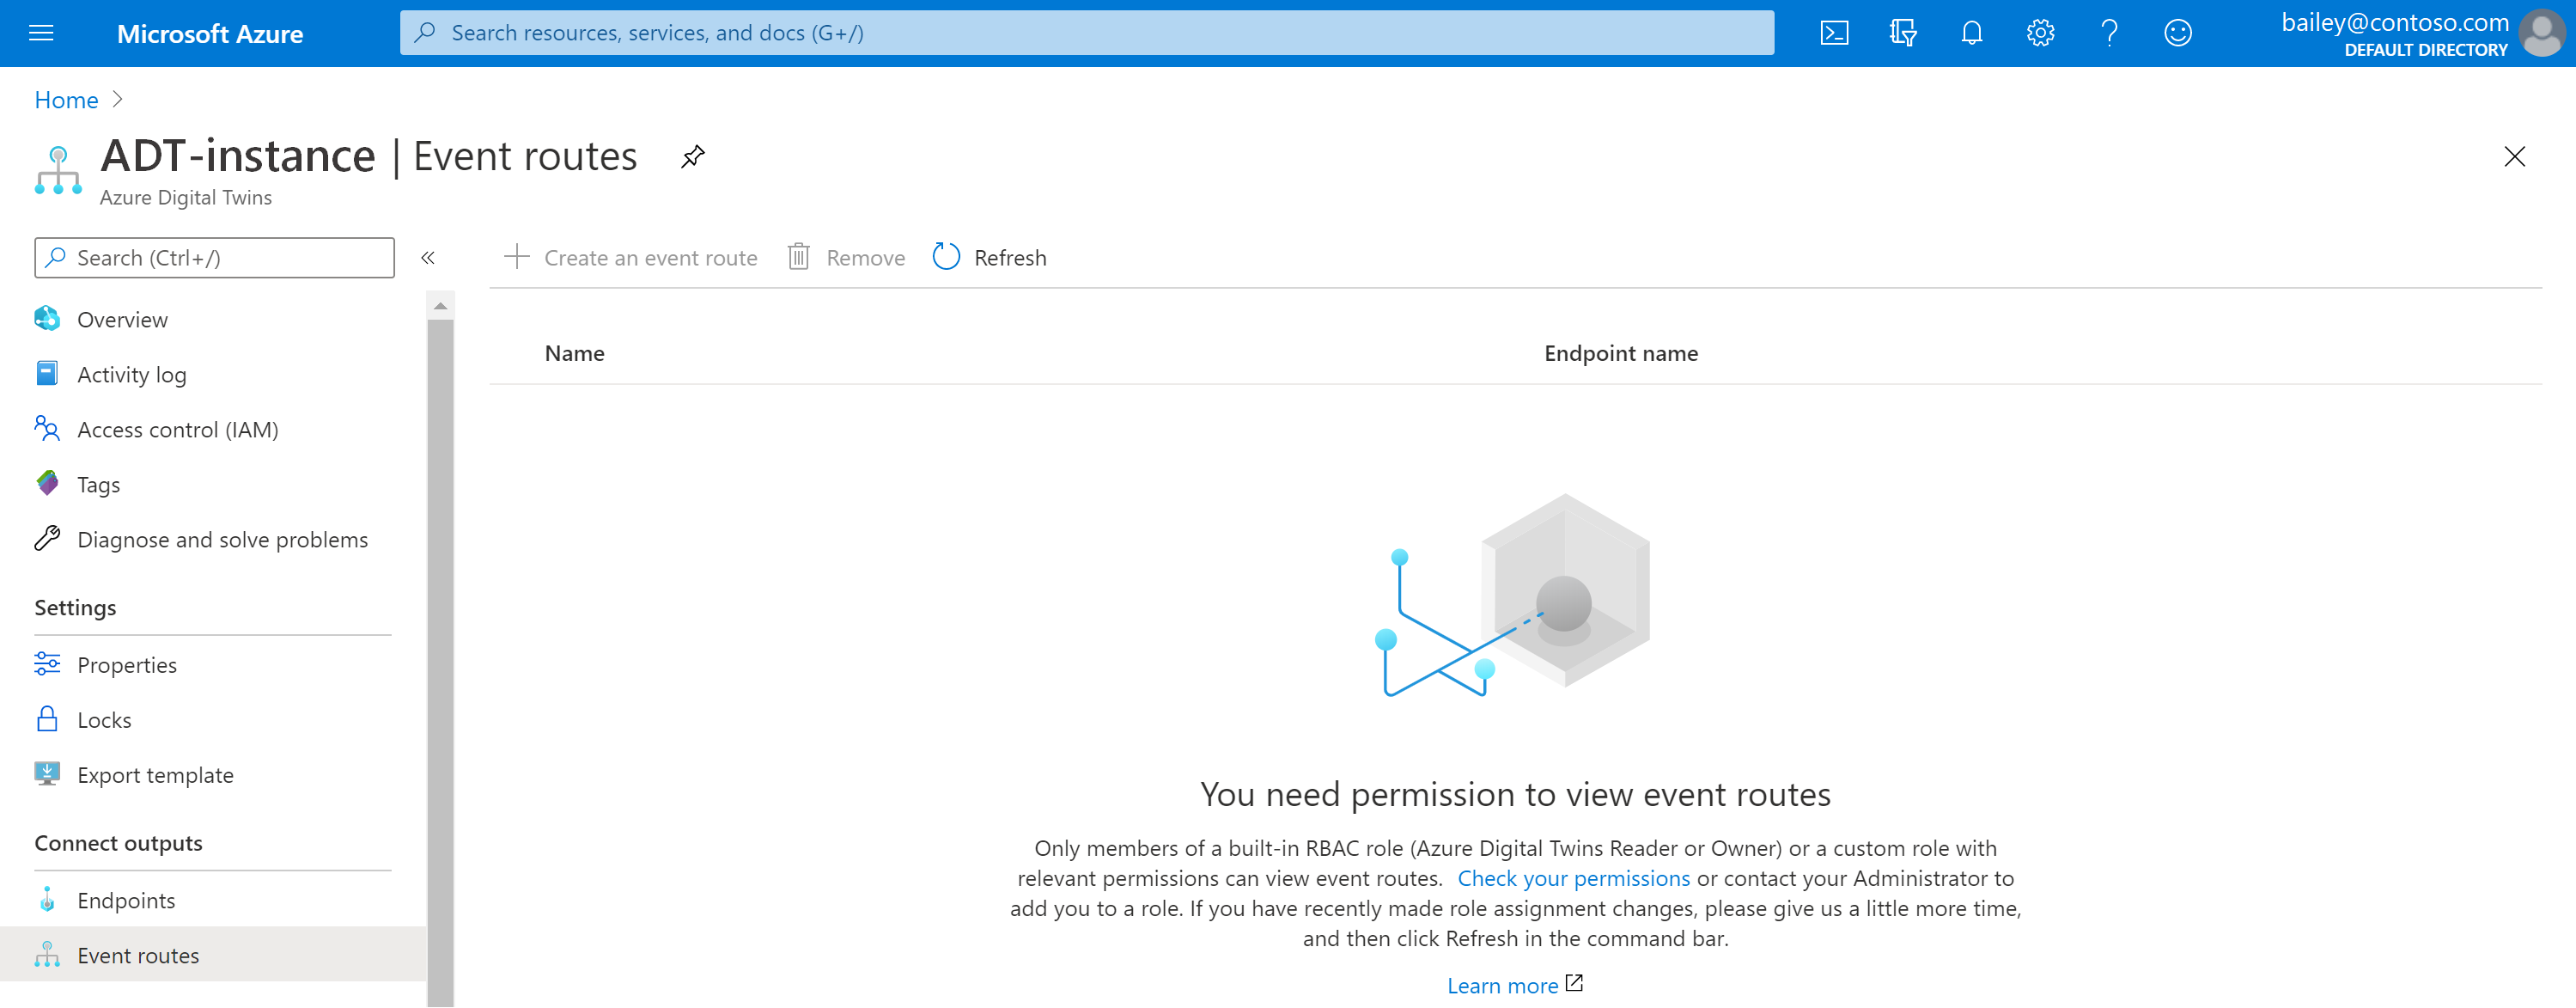 Microsoft Azure
Search resources, services, and docs (G+/)
bailey@contoso.com
DEFAULT DIRECTORY
Home
ADT-instance | Event routes
Azure Digital Twins
Search (Ctrl+/)
Create an event route
Remove
Refresh
Overview
Activity log
Access control (IAM)
Tags
Diagnose and solve problems
Settings
Properties
Locks
Export template
Connect outputs
Endpoints
Event routes
Name
Endpoint name
You need permission to view event routes
Only members of a built-in RBAC role (Azure Digital Twins Reader or Owner) or a custom role with
relevant permissions can view event routes. Check your permissions or contact your Administrator to
add you to a role. If you have recently made role assignment changes, please give us a little more time,
and then click Refresh in the command bar.
Learn more